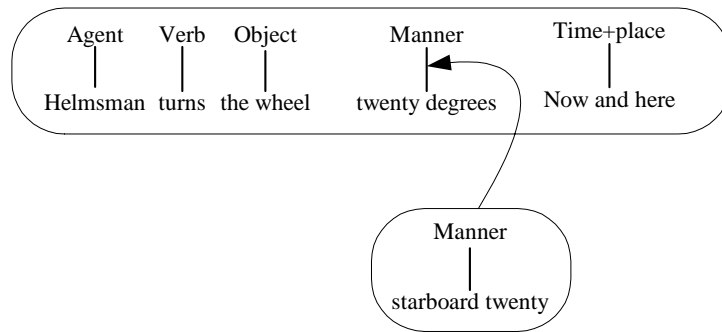 Agent Verb Object Manner Time+place
Helmsman turns the wheel twenty degrees Now and here
Manner
starboard twenty